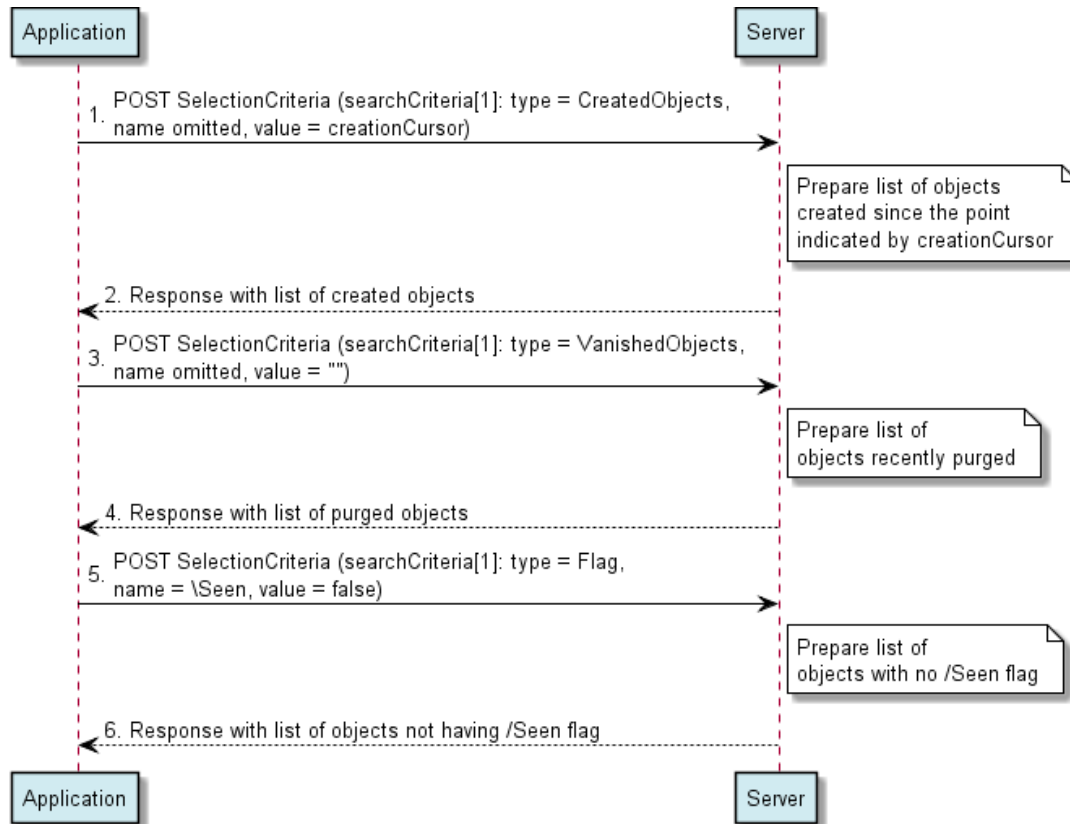 Application
Server
1. POST SelectionCriteria (searchCriteria[1]: type = CreatedObjects,
name omitted, value = creationCursor)
Prepare list of objects
created since the point
indicated by creationCursor
2. Response with list of created objects
3. POST SelectionCriteria (searchCriteria[1]: type = VanishedObjects,
name omitted, value = "")
Prepare list of
objects recently purged
4. Response with list of purged objects
5. POST SelectionCriteria (searchCriteria[1]: type = Flag,
name = \Seen, value = false)
Prepare list of
objects with no /Seen flag
6. Response with list of objects not having /Seen flag
Application
Server